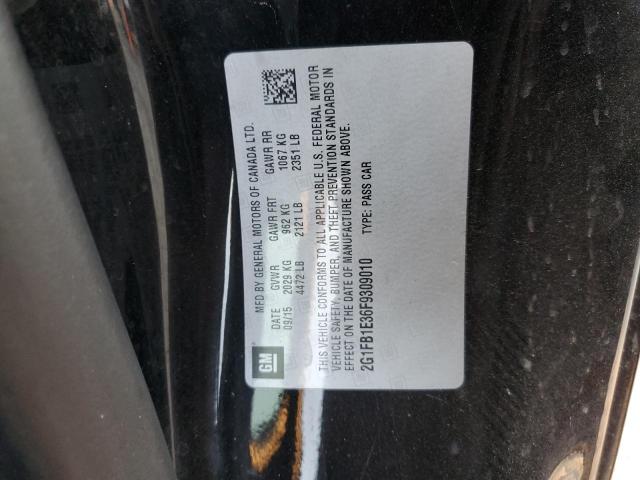 GM
MFD BY GENERAL MOTORS OF CANADA LTD.
DATE GVWR GAWR FRT GAWR RR
09/15 2029 KG 962 KG 1067 KG
4472 LB 2121 LB 2351 LB
THIS VEHICLE CONFORMS TO ALL APPLICABLE U.S. FEDERAL MOTOR
VEHICLE SAFETY, BUMPER, AND THEFT PREVENTION STANDARDS IN
EFFECT ON THE DATE OF MANUFACTURE SHOWN ABOVE.
2G1FB1E36F9309010 TYPE: PASS CAR